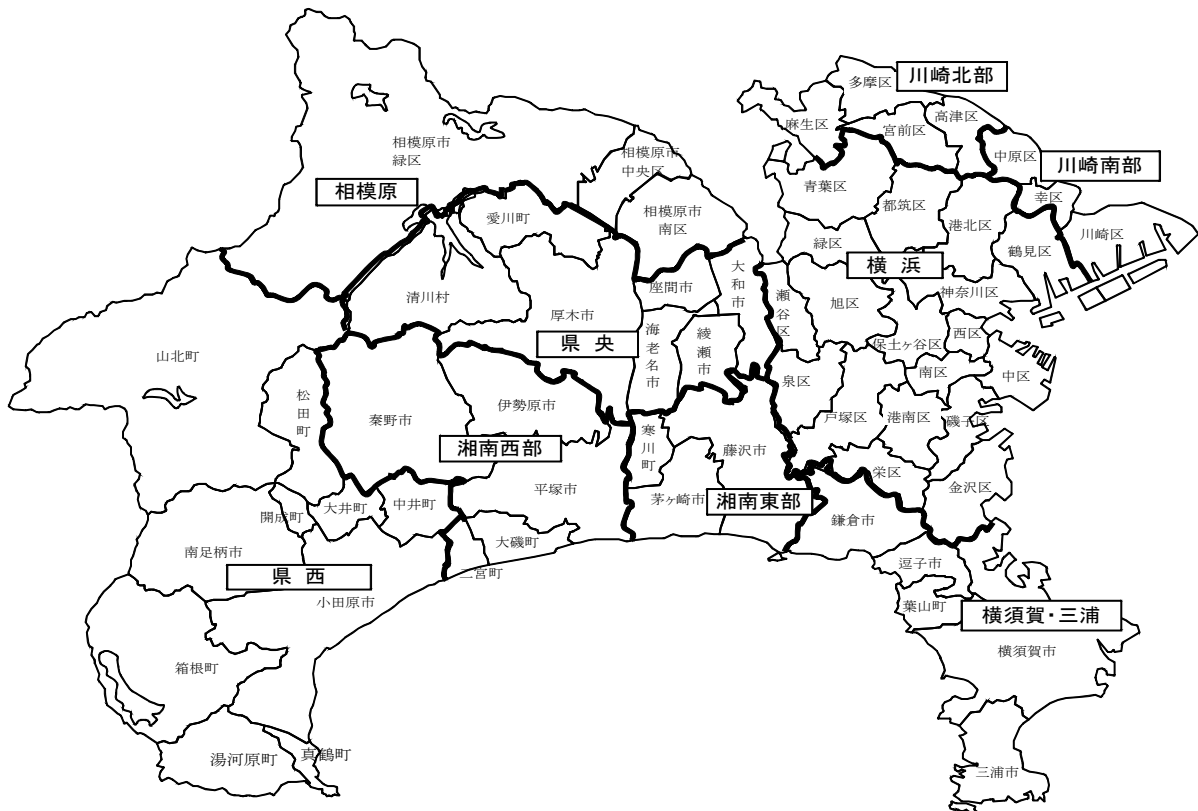 川崎北部
多摩区
高津区
麻生区
宮前区
中原区
川崎南部
相模原市
緑区
相模原市
中央区
青葉区
幸区
相模原
愛川町
相模原市
南区
都筑区
港北区
川崎区
鶴見区
緑区
横 浜
大和市
座間市
瀬谷区
旭区
神奈川区
清川村
厚木市
県 央
海老名市
綾瀬市
保土ヶ谷区
西区
山北町
南区
中区
泉区
松田町
秦野市
伊勢原市
戸塚区
港南区
磯子区
湘南西部
寒川町
藤沢市
栄区
金沢区
平塚市
茅ヶ崎市
湘南東部
鎌倉市
開成町
大井町
中井町
大磯町
南足柄市
逗子市
県 西
二宮町
小田原市
葉山町
横須賀・三浦
横須賀市
箱根町
湯河原町
真鶴町
三浦市